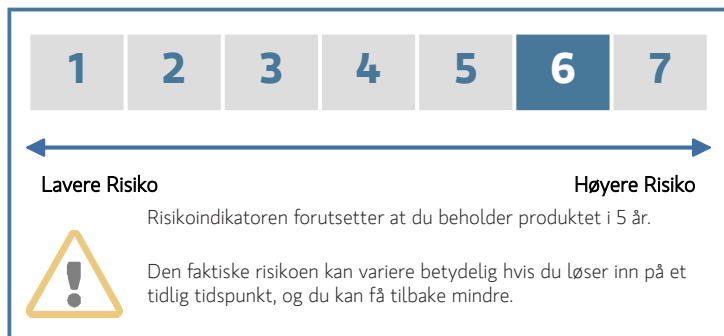 1 2 3 4 5 6 7
Lavere Risiko Høyere Risiko
Risikoindikatoren forutsetter at du beholder produktet i 5 år.
Den faktiske risikoen kan variere betydelig hvis du løser inn på et
tidlig tidspunkt, og du kan få tilbake mindre.